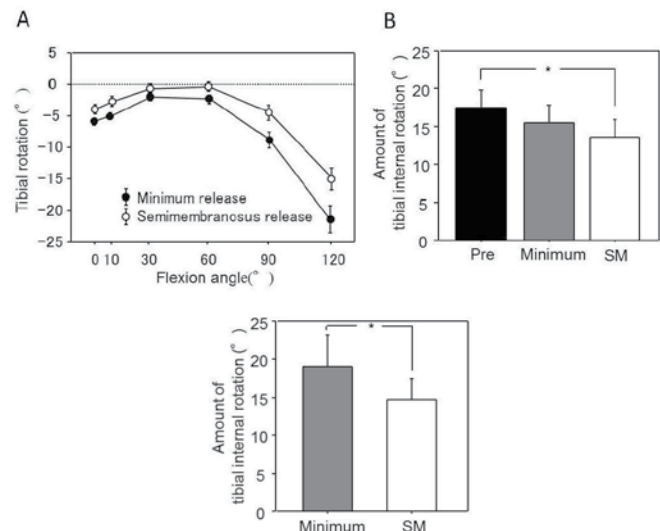 A
Tibial rotation (°)
5
0
−5
−10
−15
−20
−25
Minimum release
Semimembranosus release
0 10 30 60 90 120
Flexion angle(°)
B
Amount of
tibial internal rotation (°)
25
20
15
10
5
0
*
Pre Minimum SM
Amount of
tibial internal rotation (°)
25
20
15
10
5
0
*
Minimum SM